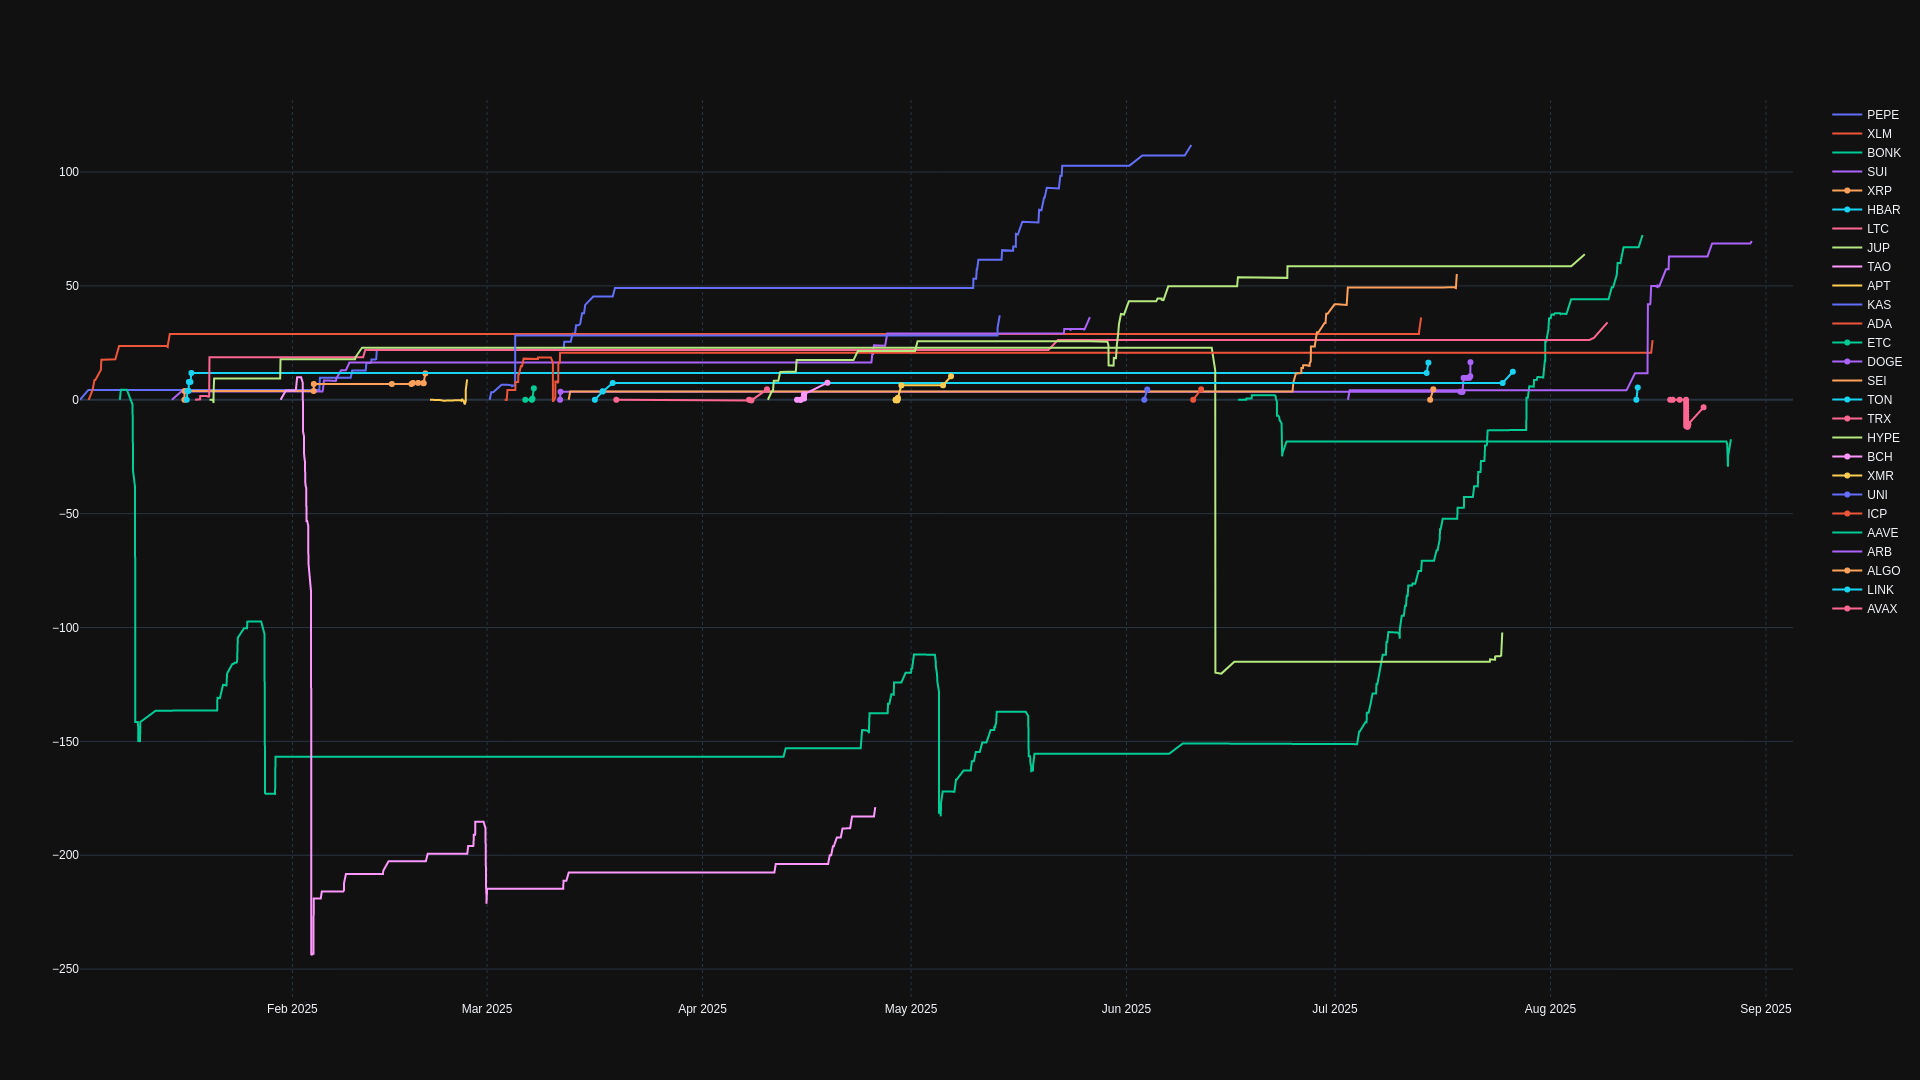 100
50
0
−50
−100
−150
−200
−250
Feb 2025
Mar 2025
Apr 2025
May 2025
Jun 2025
Jul 2025
Aug 2025
Sep 2025
PEPE
XLM
BONK
SUI
XRP
HBAR
LTC
JUP
TAO
APT
KAS
ADA
ETC
DOGE
SEI
TON
TRX
HYPE
BCH
XMR
UNI
ICP
AAVE
ARB
ALGO
LINK
AVAX